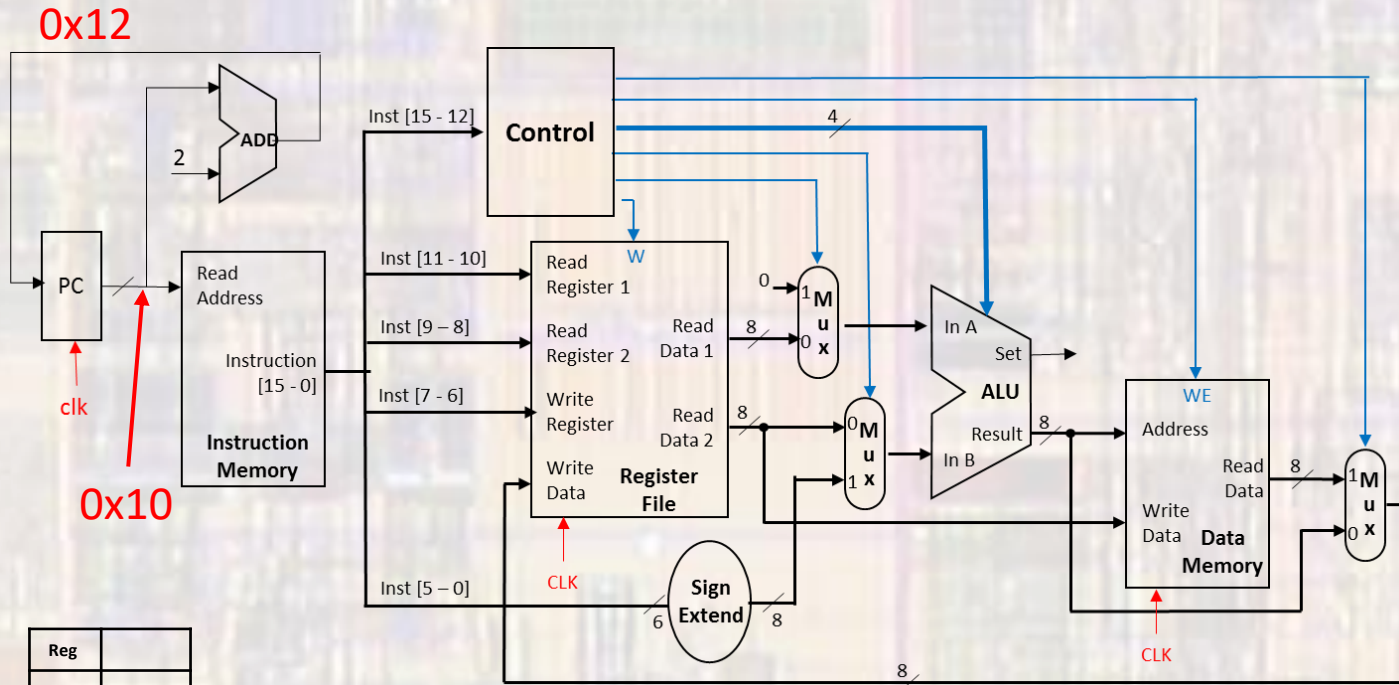 0x12
ADD
2
PC
clk
0x10
Read
Address
Instruction
[15 - 0]
Instruction
Memory
Inst [15 - 12]
Control
4
Inst [11 - 10]
Inst [9 – 8]
Inst [7 - 6]
Inst [5 – 0]
W
Read
Register 1
Read
Register 2
Write
Register
Write
Data
Read
Data 1
Read
Data 2
Register
File
CLK
8
8
0
1
0
M
u
x
0
1
M
u
x
6
Sign
Extend
8
In A
Set
ALU
Result
In B
8
WE
Address
Read
Data
Write
Data
Data
Memory
CLK
8
1
0
M
u
x
8
Reg